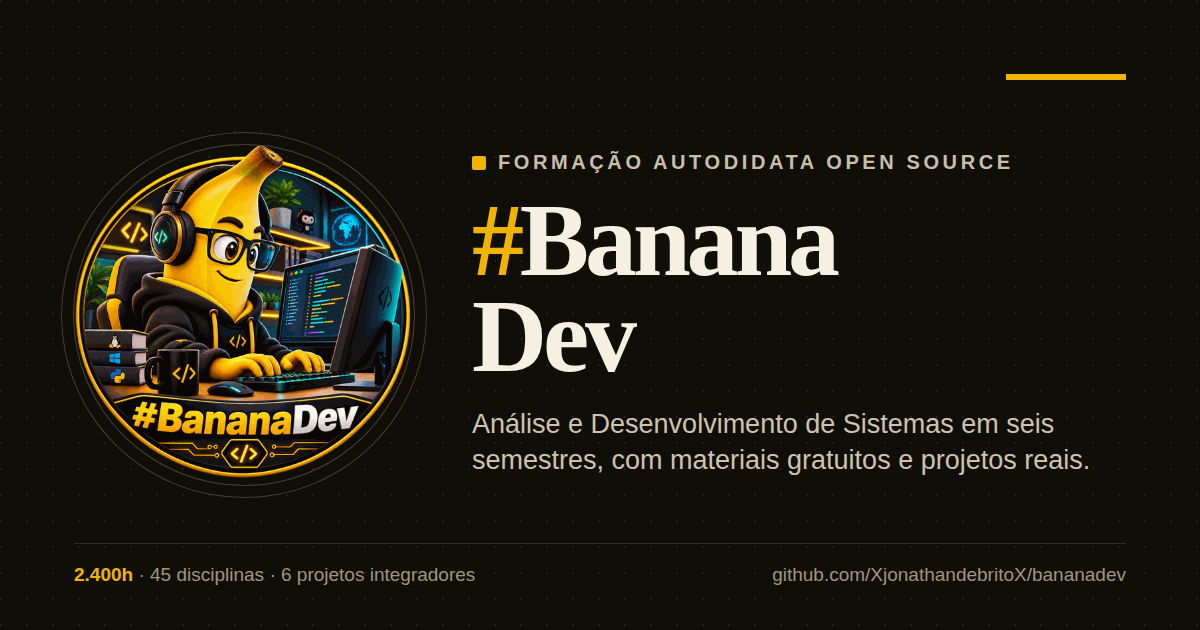 FORMAÇÃO AUTODIDATA OPEN SOURCE
#Banana
Dev
Análise e Desenvolvimento de Sistemas em seis
semestres, com materiais gratuitos e projetos reais.
</>
</>
</>
</>
#BananaDev
</>
2.400h · 45 disciplinas · 6 projetos integradores
github.com/XjonathandebritoX/bananadev